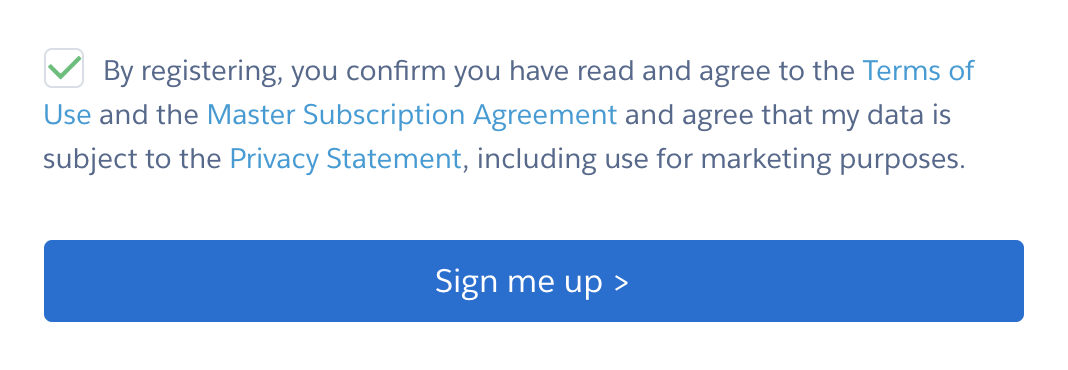 By registering, you confirm you have read and agree to the Terms of
Use and the Master Subscription Agreement and agree that my data is
subject to the Privacy Statement, including use for marketing purposes.
Sign me up >